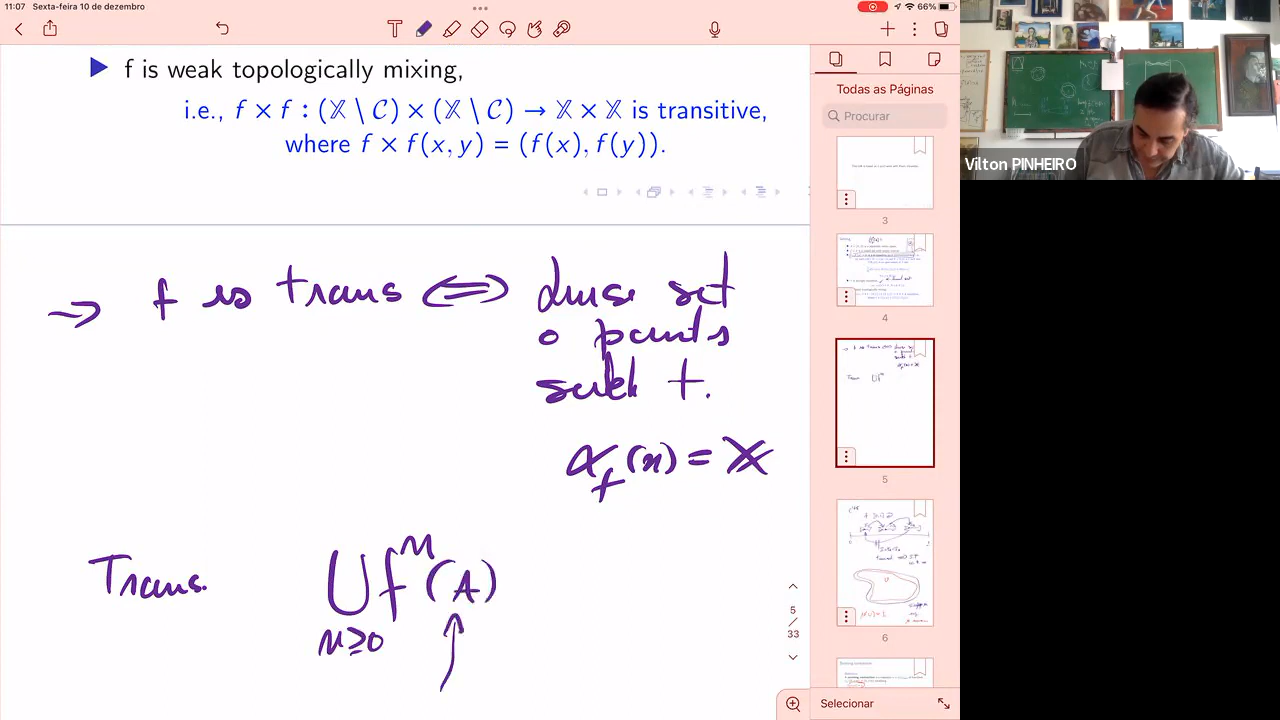 11:07 Sexta-feira 10 de dezembro
66%
▶ f is weak topologically mixing,
i.e., f × f : (𝕏 \ 𝒞) × (𝕏 \ 𝒞) → 𝕏 × 𝕏 is transitive,
where f × f(x, y) = (f(x), f(y)).
→ f is trans ⟺ dense set
o points
such t.
α_f(x) = 𝕏
Trans. ⋃_{n≥0} f^n(A)
5
/
33
Todas as Páginas
Procurar
3
4
5
6
Selecionar
Vilton PINHEIRO